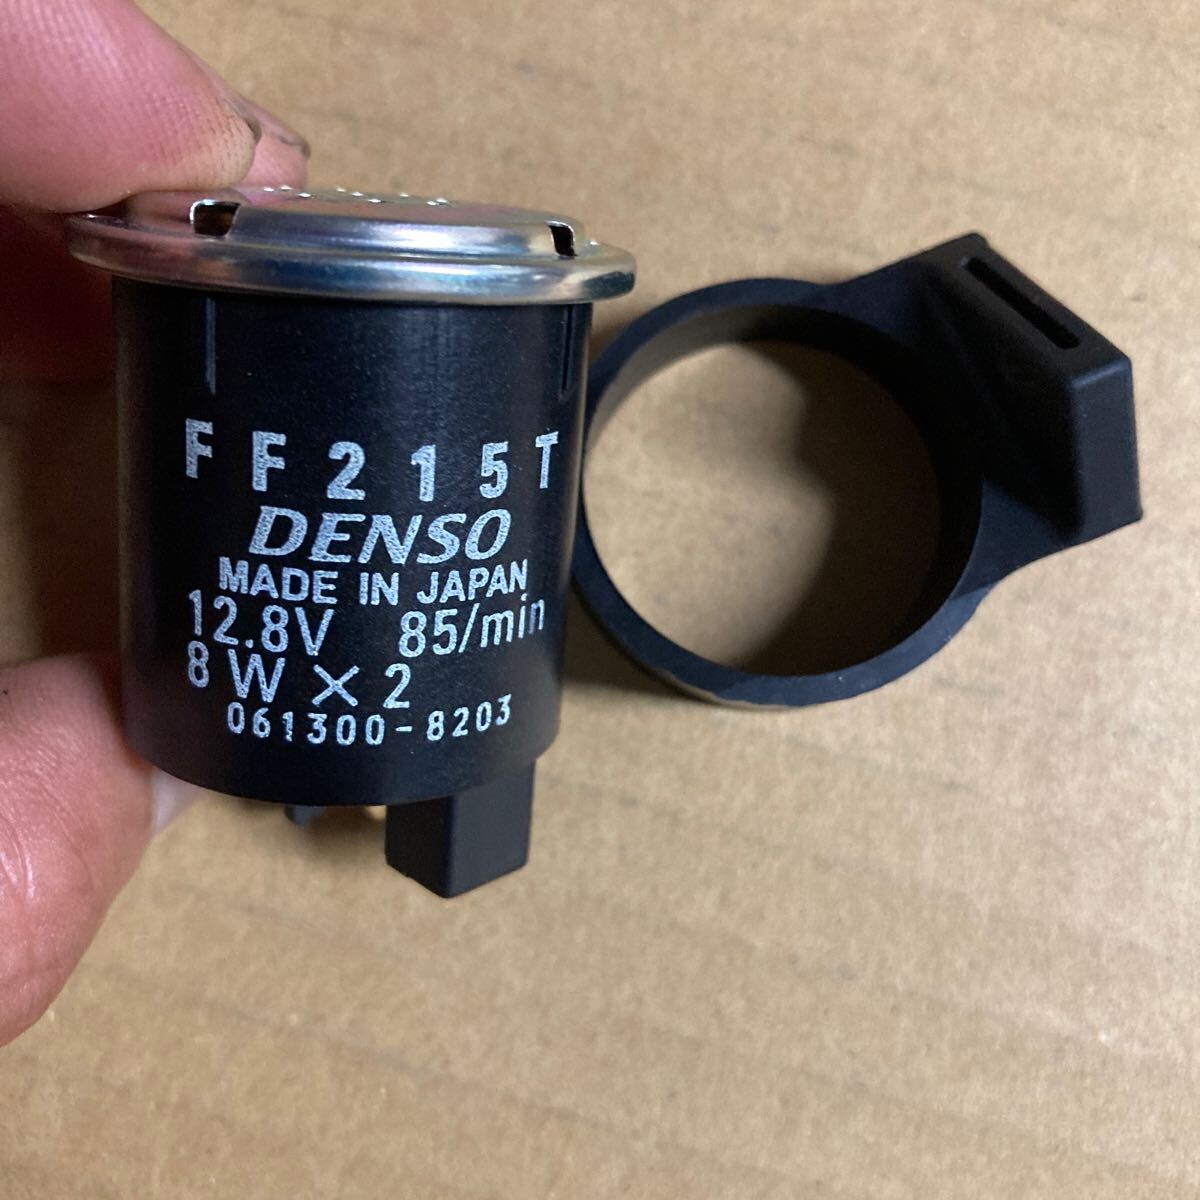 FF215T
DENSO
MADE IN JAPAN
12.8V 85/min
8W×2
061300-8203